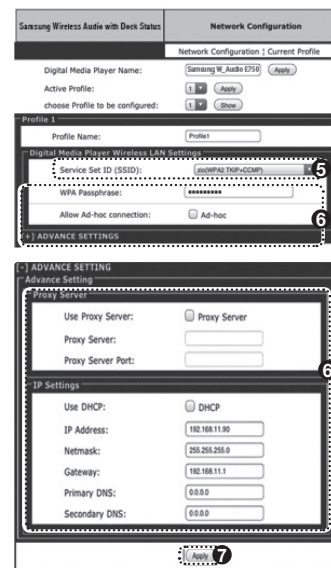 Samsung Wireless Audio with Dock Status
Network Configuration
Network Configuration ¦ Current Profile
Digital Media Player Name: Samsung W_Audio E750 Apply
Active Profile: 1 Apply
choose Profile to be configured: 1 Show
Profile 1
Profile Name: Profile1
Digital Media Player Wireless LAN Settings
Service Set ID (SSID): zio(WPA2:TKIP+CCMP) 5
WPA Passphrase: •••••••••
Allow Ad-hoc connection: Ad-hoc 6
[+] ADVANCE SETTINGS
[-] ADVANCE SETTING
Advance Setting
Proxy Server
Use Proxy Server: Proxy Server
Proxy Server:
Proxy Server Port:
6
IP Settings
Use DHCP: DHCP
IP Address: 192.168.11.90
Netmask: 255.255.255.0
Gateway: 192.168.11.1
Primary DNS: 0.0.0.0
Secondary DNS: 0.0.0.0
Apply 7